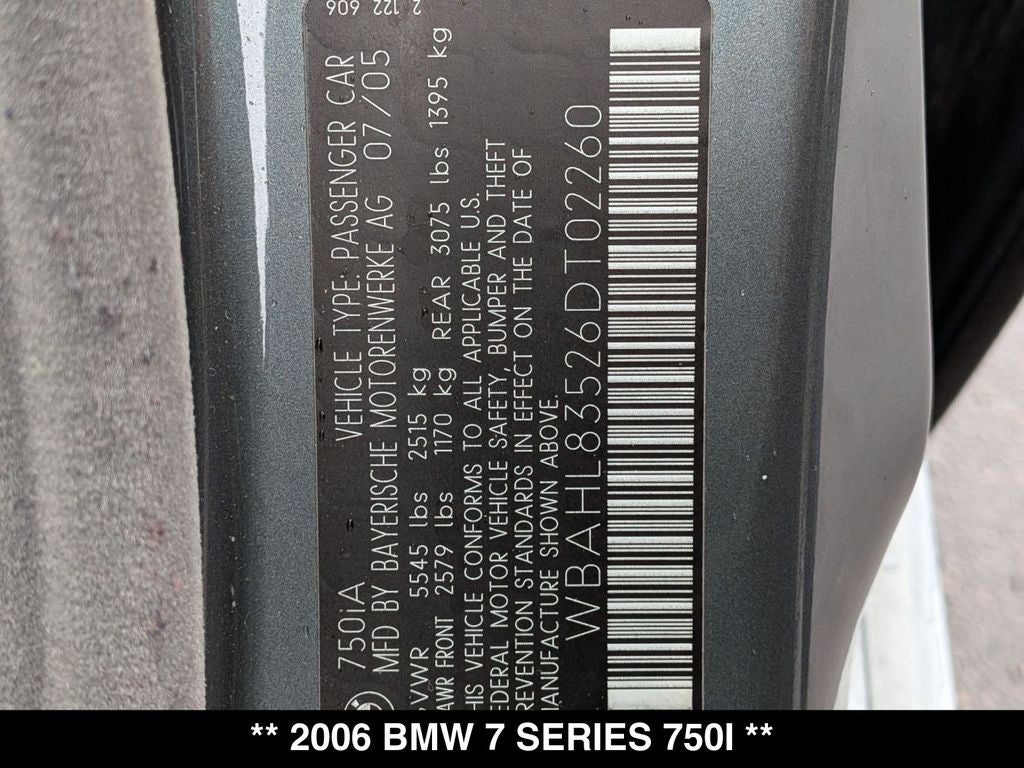 2 122 606
750iA VEHICLE TYPE: PASSENGER CAR
MFD BY BAYERISCHE MOTORENWERKE AG 07/05
GVWR 5545 lbs 2515 kg
GAWR FRONT 2579 lbs 1170 kg REAR 3075 lbs 1395 kg
THIS VEHICLE CONFORMS TO ALL APPLICABLE U.S.
FEDERAL MOTOR VEHICLE SAFETY, BUMPER AND THEFT
PREVENTION STANDARDS IN EFFECT ON THE DATE OF
MANUFACTURE SHOWN ABOVE.
WBAHL83526DT02260
** 2006 BMW 7 SERIES 750I **